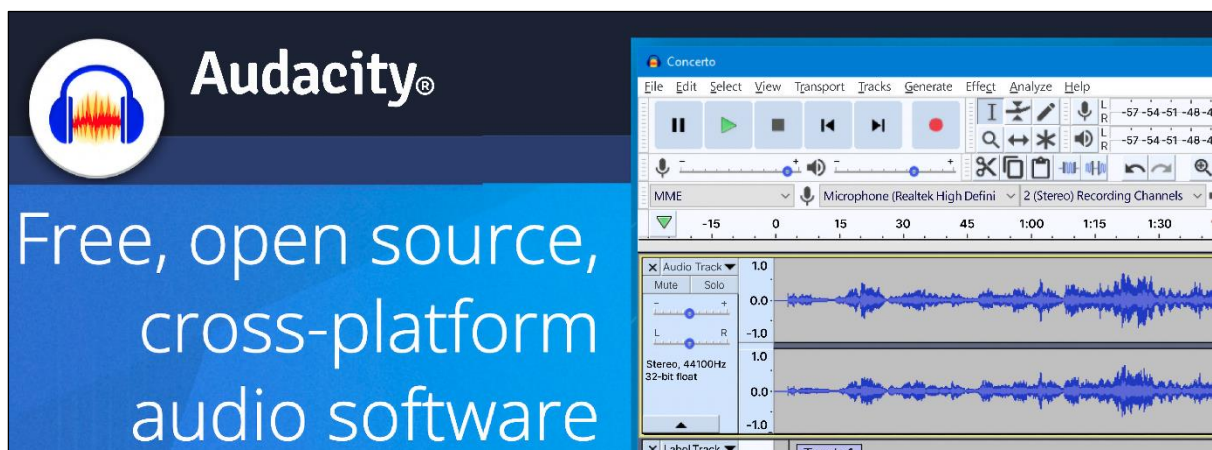 Audacity®
Free, open source,
cross-platform
audio software
Concerto
File Edit Select View Transport Tracks Generate Effect Analyze Help
L
R
-57 -54 -51 -48
L
R
-57 -54 -51 -48
- +
- +
MME
Microphone (Realtek High Defini
2 (Stereo) Recording Channels
-15 0 15 30 45 1:00 1:15 1:30
X Audio Track
Mute Solo
- +
L R
Stereo, 44100Hz
32-bit float
1.0
0.0
-1.0
1.0
0.0
-1.0